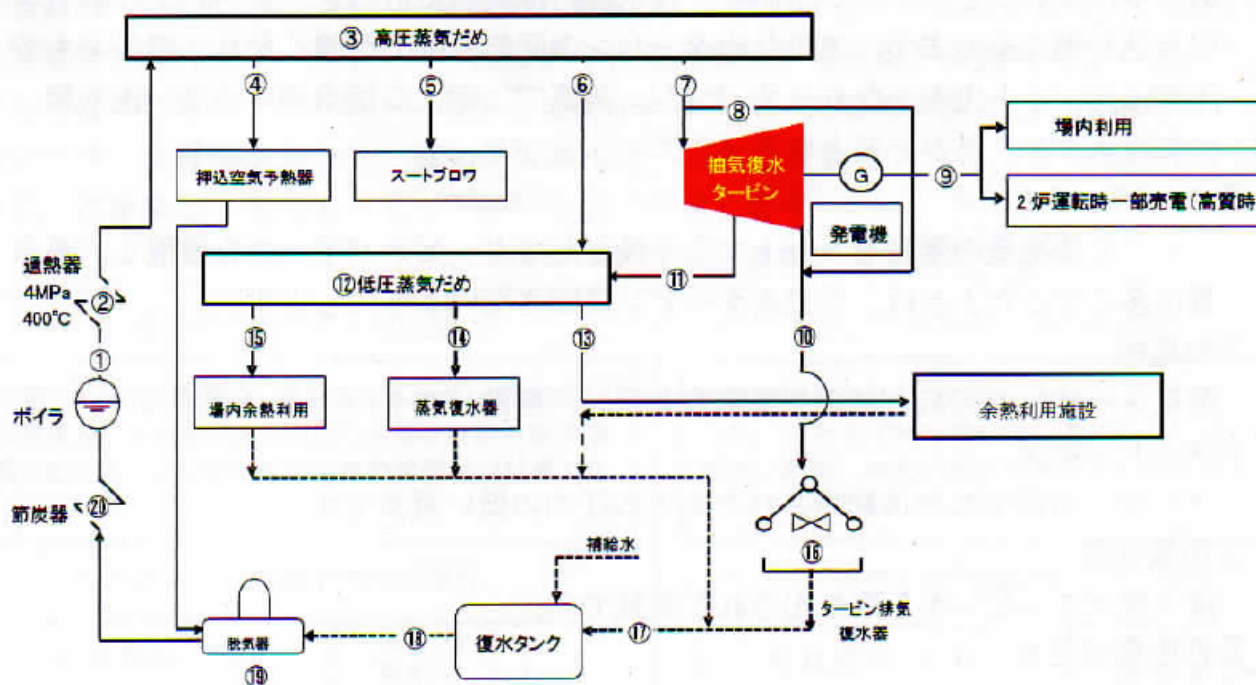 ③高圧蒸気だめ
④
⑤
⑥
⑦
⑧
押込空気予熱器
スートブロワ
抽気復水
タービン
G
発電機
⑨
場内利用
2炉運転時一部売電(高質時
過熱器
4MPa
400℃
②
①
ボイラ
⑫低圧蒸気だめ
⑪
⑮
⑭
⑬
⑩
場内余熱利用
蒸気復水器
余熱利用施設
節炭器
⑳
補給水
⑯
タービン排気
復水器
脱気器
⑲
⑱
復水タンク
⑰